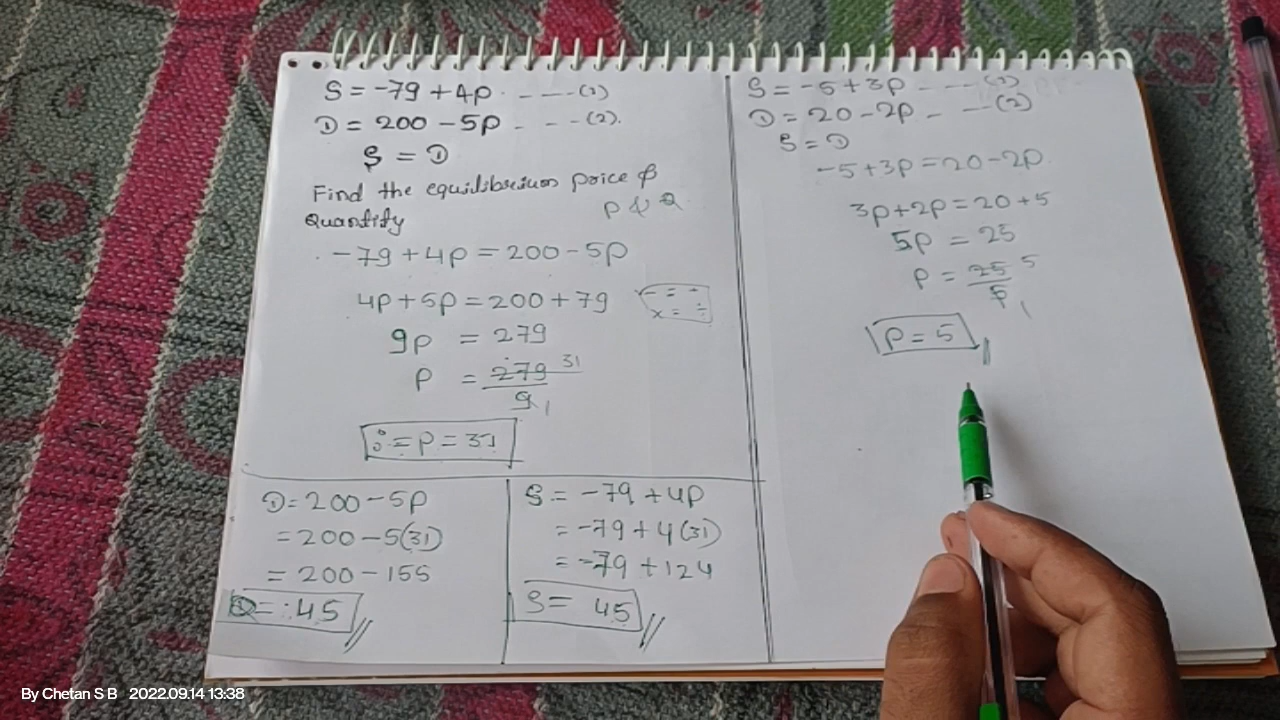 S = -79 + 4P - - - - (1)
D = 200 - 5P - - - - (2).
S = D
Find the equilibrium price &
Quantity P & Q
-79 + 4P = 200 - 5P
4P + 5P = 200 + 79
- = +
x = ÷
9P = 279
P = 279 31
9 1
∴ = P = 31
D = 200 - 5P
= 200 - 5(31)
= 200 - 155
= : 45
S = -79 + 4P
= -79 + 4(31)
= -79 + 124
S = 45
S = -5 + 3P - - - - (1)
D = 20 - 2P - - - (2)
S = D
-5 + 3P = 20 - 2P.
3P + 2P = 20 + 5
5P = 25
P = 25 5
5 1
P = 5
By Chetan S B 2022.09.14 13:38